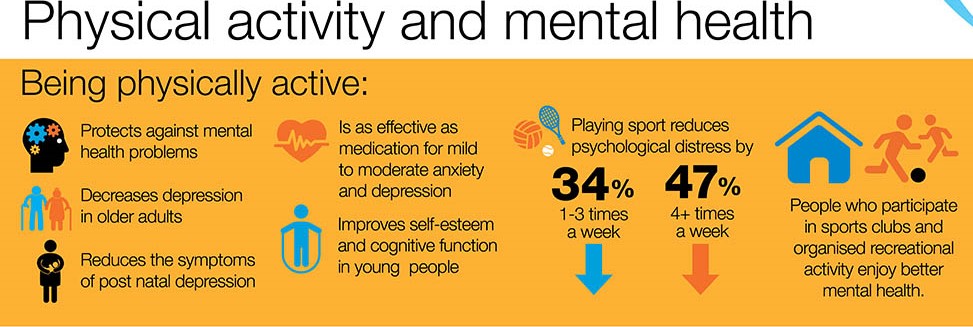 Physical activity and mental health
Being physically active:
Protects against mental
health problems
Decreases depression
in older adults
Reduces the symptoms
of post natal depression
Is as effective as
medication for mild
to moderate anxiety
and depression
Improves self-esteem
and cognitive function
in young people
Playing sport reduces
psychological distress by
34%
1-3 times
a week
47%
4+ times
a week
People who participate
in sports clubs and
organised recreational
activity enjoy better
mental health.